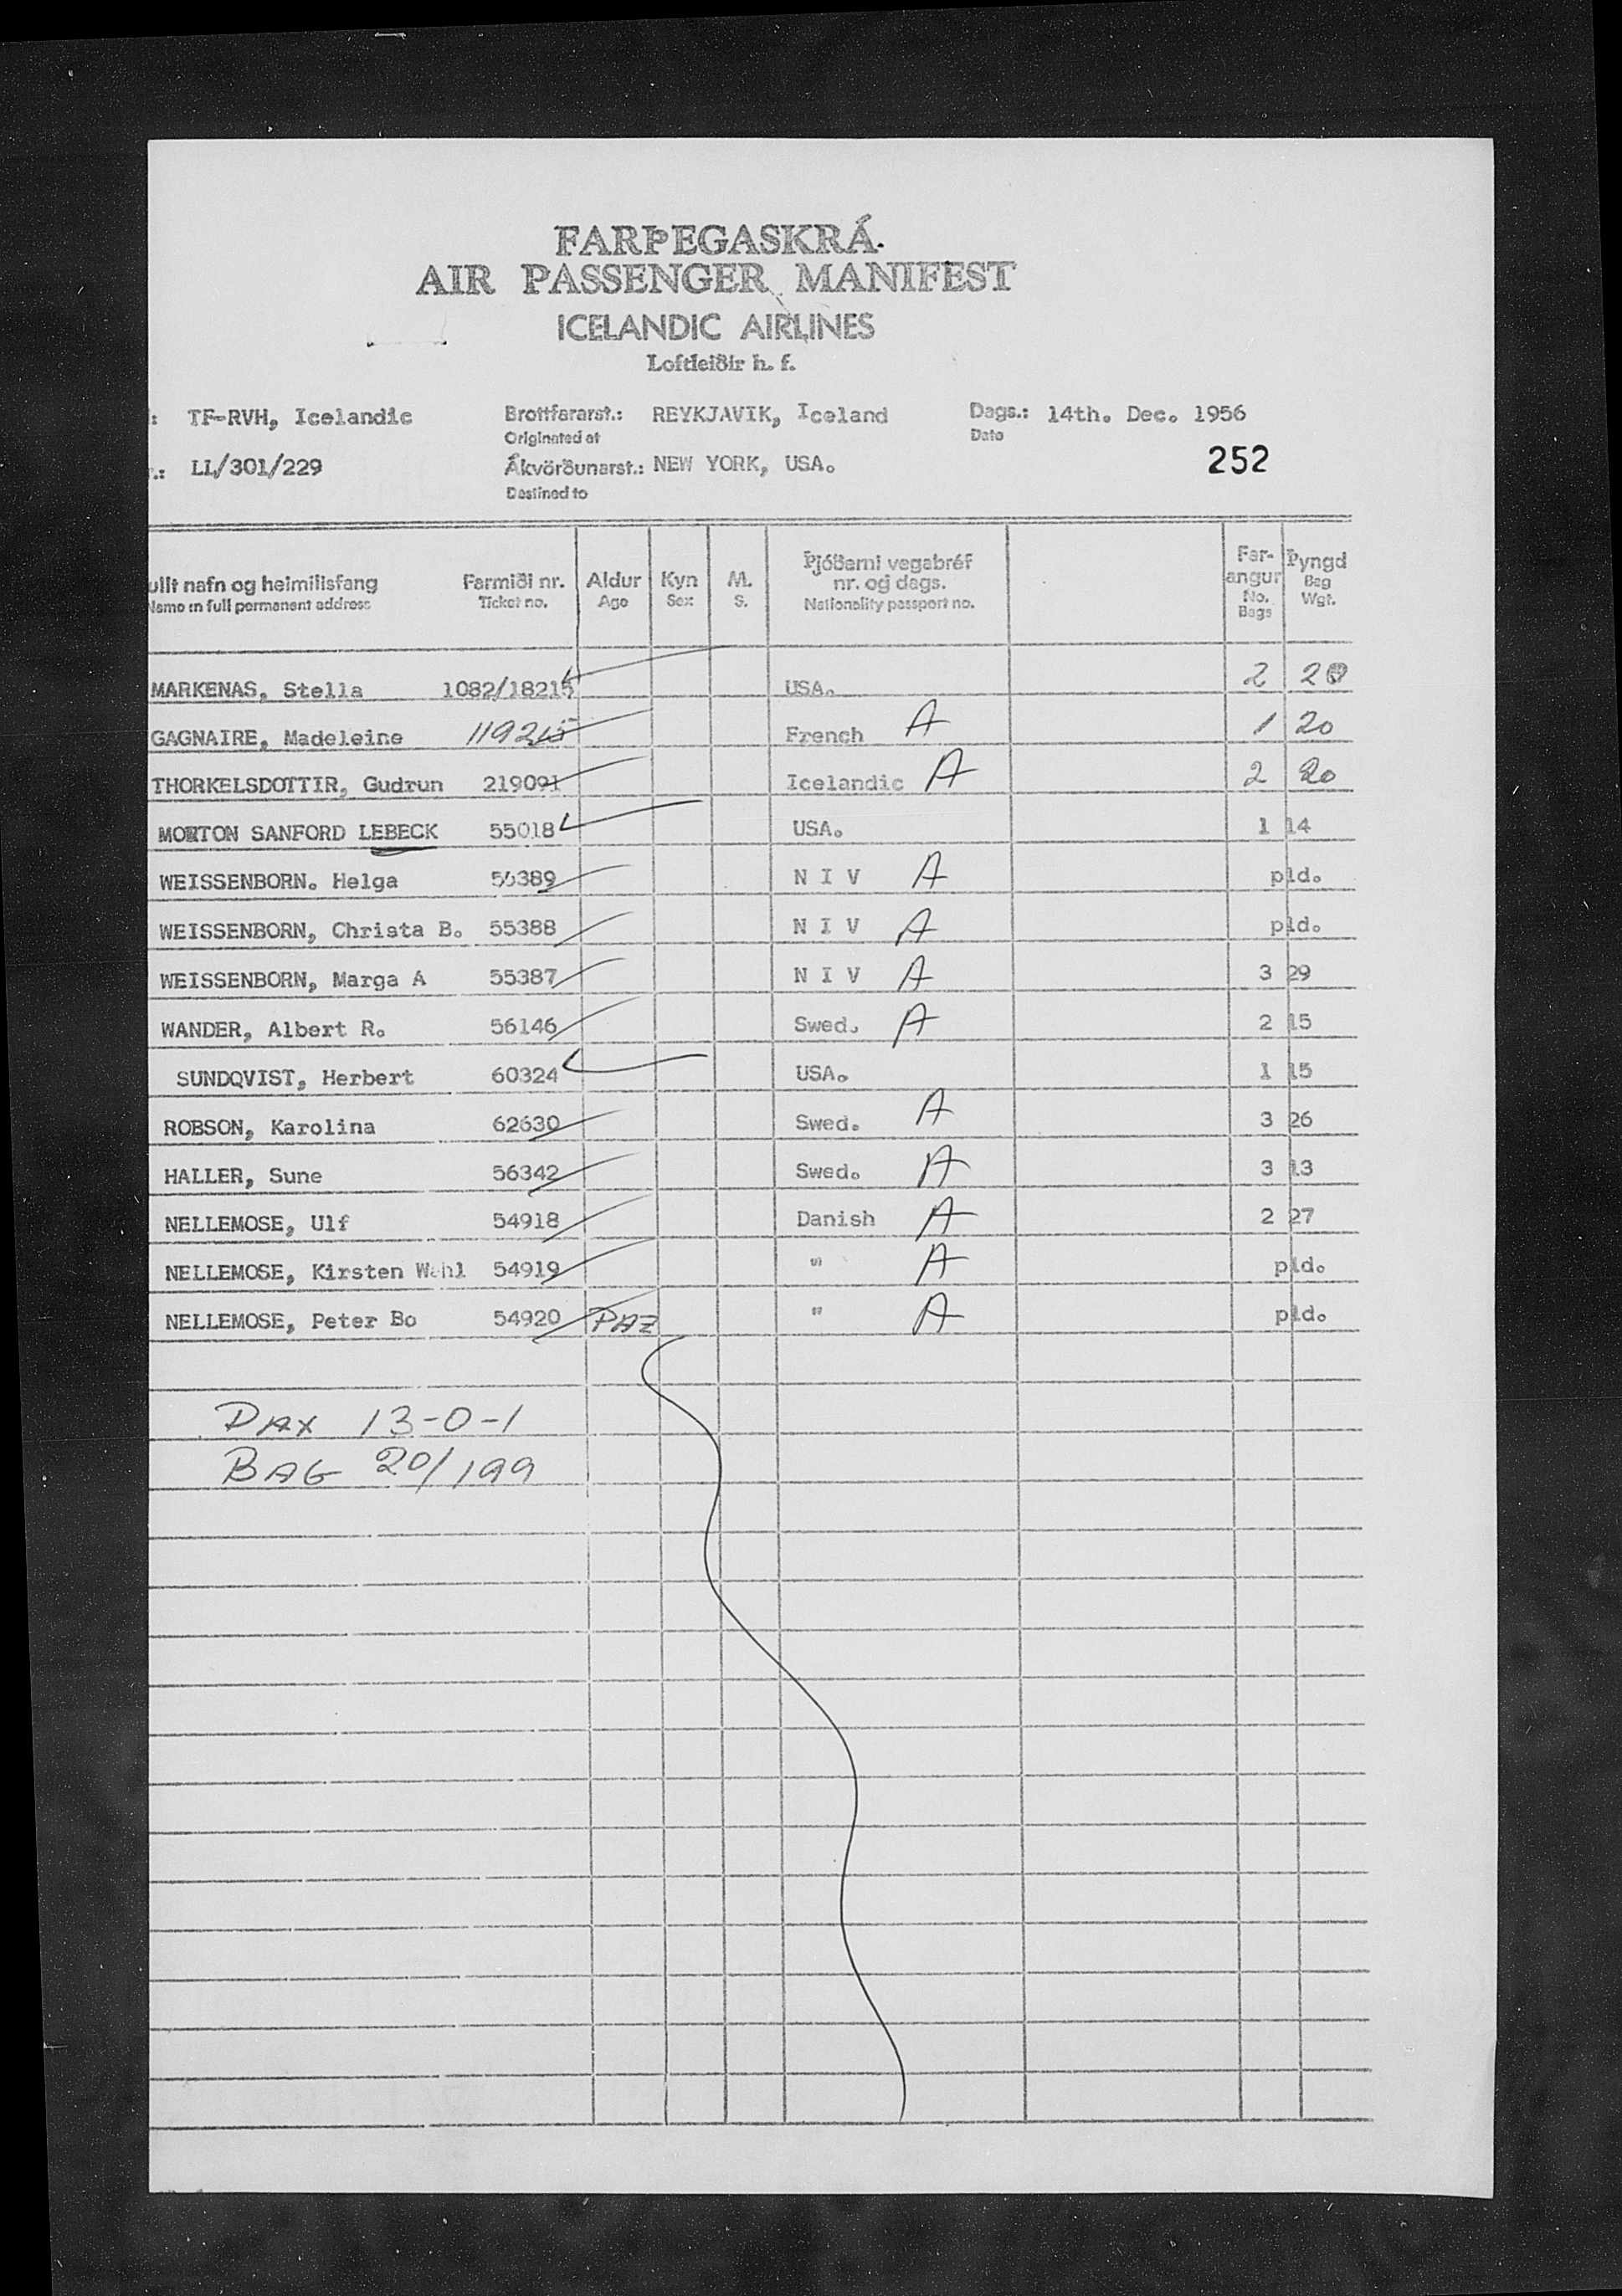 FARÞEGASKRÁ.
AIR PASSENGER MANIFEST
ICELANDIC AIRLINES
Loftleiðir h. f.
: TF-RVH, Icelandic Brottfararst.: REYKJAVIK, Iceland Dags.: 14th. Dec. 1956
Originated at Date
.: LL/301/229 Ákvörðunarst.: NEW YORK, USA. 252
Destined to
ullt nafn og heimilisfang Farmiði nr. Aldur Kyn M. Þjóðerni vegabréf nr. og dags. Far-angur Þyngd
Name in full permanent address Ticket no. Age Sex S. Nationality passport no. No. Bags Bag Wgt.
MARKENAS, Stella 1082/18215 USA. 2 20
GAGNAIRE, Madeleine 119215 French A 1 20
THORKELSDOTTIR, Gudrun 219091 Icelandic A 2 20
MORTON SANFORD LEBECK 55018 USA. 1 14
WEISSENBORN. Helga 55389 N I V A pld.
WEISSENBORN, Christa B. 55388 N I V A pld.
WEISSENBORN, Marga A 55387 N I V A 3 29
WANDER, Albert R. 56146 Swed. A 2 15
SUNDQVIST, Herbert 60324 USA. 1 15
ROBSON, Karolina 62630 Swed. A 3 26
HALLER, Sune 56342 Swed. A 3 13
NELLEMOSE, Ulf 54918 Danish A 2 27
NELLEMOSE, Kirsten Wahl 54919 " A pld.
NELLEMOSE, Peter Bo 54920 " A pld.
PAX 13-0-1
BAG 20/199